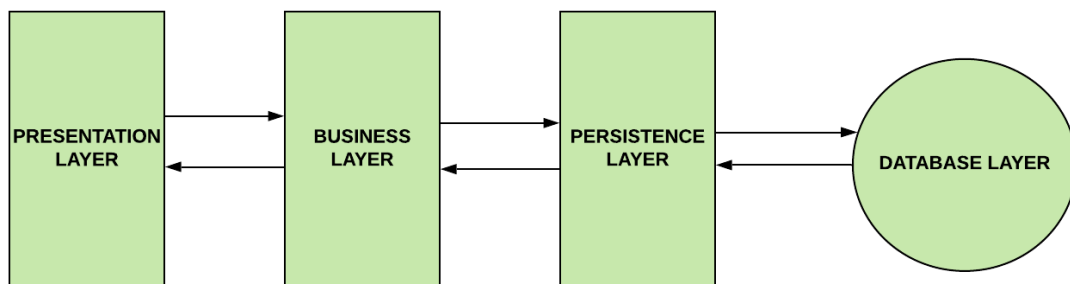 PRESENTATION
LAYER
BUSINESS
LAYER
PERSISTENCE
LAYER
DATABASE LAYER